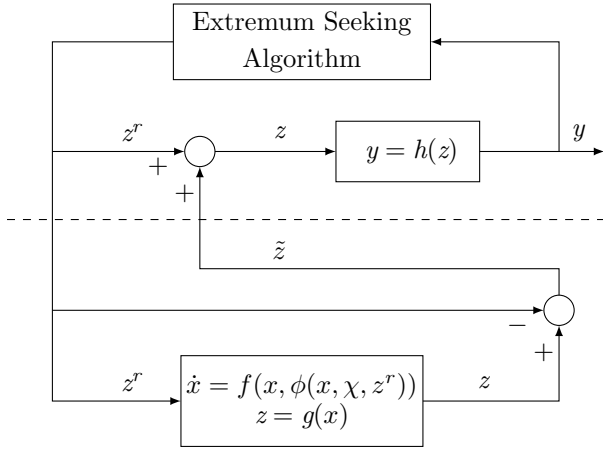 Extremum Seeking
Algorithm
z^r
z
y
+
y = h(z)
+
z̃
−
+
z^r
ẋ = f(x, ϕ(x, χ, z^r))
z
z = g(x)